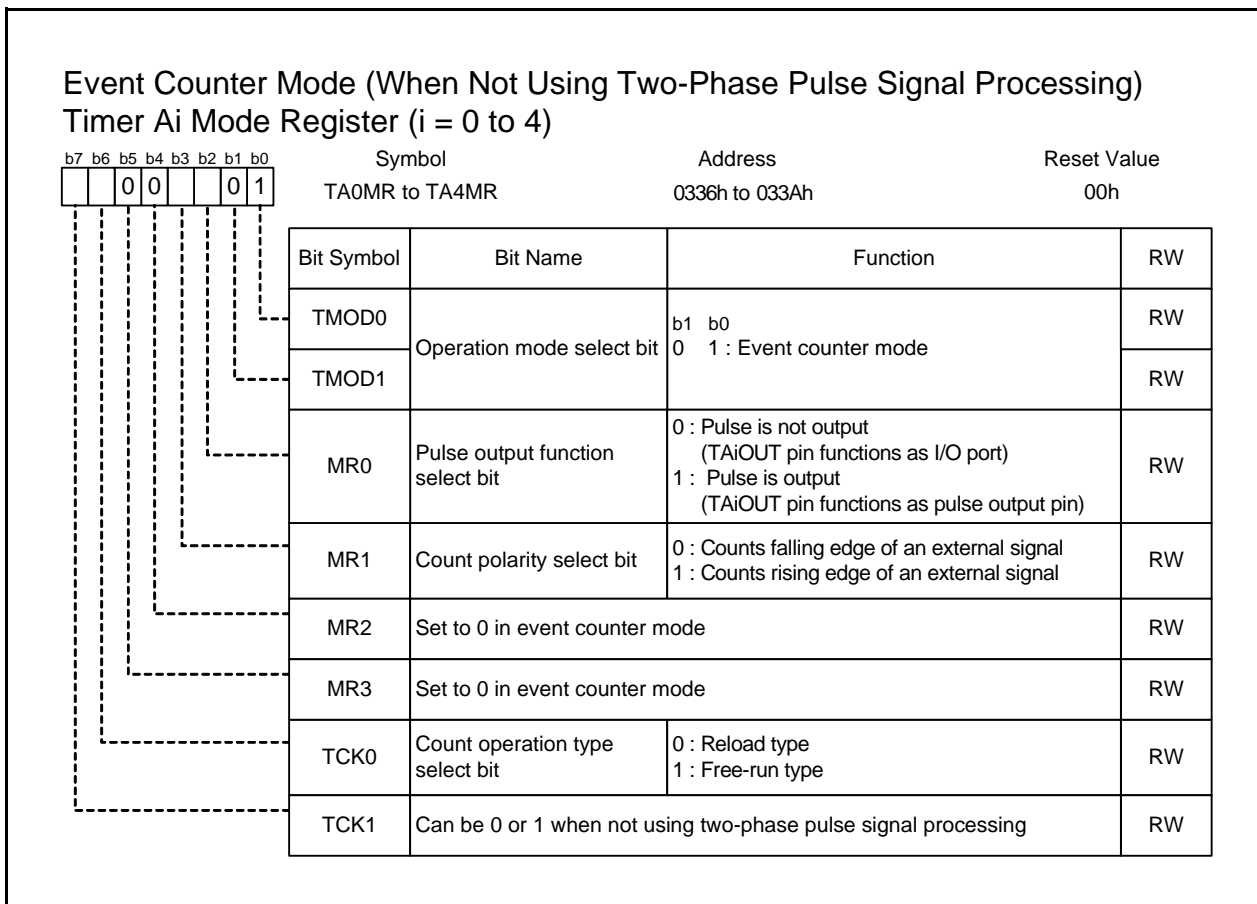 Event Counter Mode (When Not Using Two-Phase Pulse Signal Processing)
Timer Ai Mode Register (i = 0 to 4)
b7 b6 b5 b4 b3 b2 b1 b0
0 0 0 1
Symbol Address Reset Value
TA0MR to TA4MR 0336h to 033Ah 00h
Bit Symbol Bit Name Function RW
TMOD0 RW
Operation mode select bit
b1 b0
0 1 : Event counter mode
TMOD1 RW
MR0
Pulse output function
select bit
0 : Pulse is not output
(TAiOUT pin functions as I/O port)
1 : Pulse is output
(TAiOUT pin functions as pulse output pin)
RW
MR1 Count polarity select bit
0 : Counts falling edge of an external signal
1 : Counts rising edge of an external signal
RW
MR2 Set to 0 in event counter mode RW
MR3 Set to 0 in event counter mode RW
TCK0
Count operation type
select bit
0 : Reload type
1 : Free-run type
RW
TCK1 Can be 0 or 1 when not using two-phase pulse signal processing RW